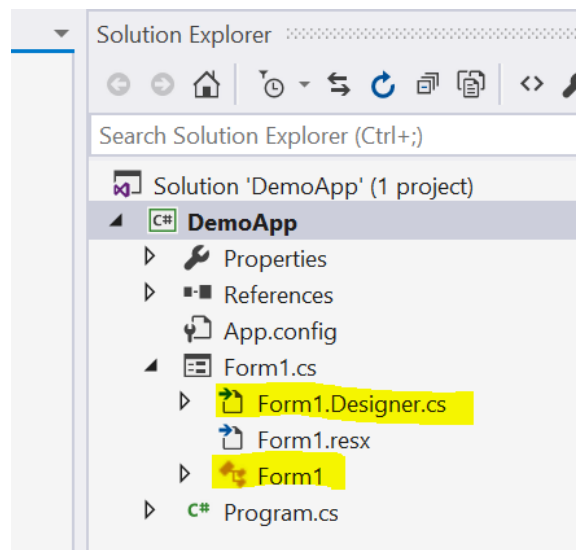 Solution Explorer
Search Solution Explorer (Ctrl+;)
Solution 'DemoApp' (1 project)
C# DemoApp
Properties
References
App.config
Form1.cs
Form1.Designer.cs
Form1.resx
Form1
C# Program.cs